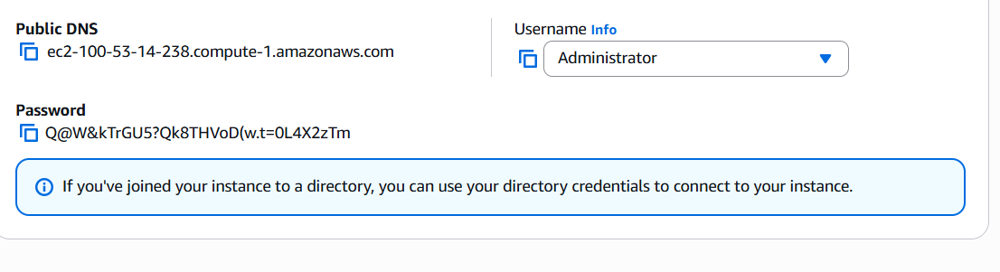 Public DNS
ec2-100-53-14-238.compute-1.amazonaws.com
Username Info
Administrator
Password
Q@W&kTrGU5?Qk8THVoD(w.t=0L4X2zTm
If you've joined your instance to a directory, you can use your directory credentials to connect to your instance.